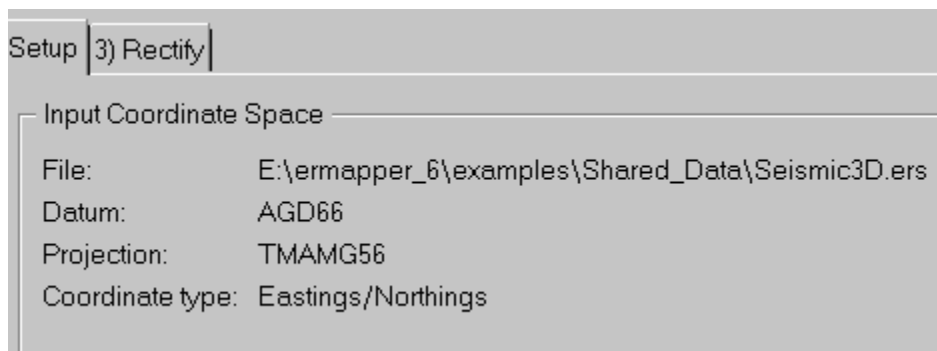 Setup 3) Rectify
Input Coordinate Space
File: E:\ermapper_6\examples\Shared_Data\Seismic3D.ers
Datum: AGD66
Projection: TMAMG56
Coordinate type: Eastings/Northings